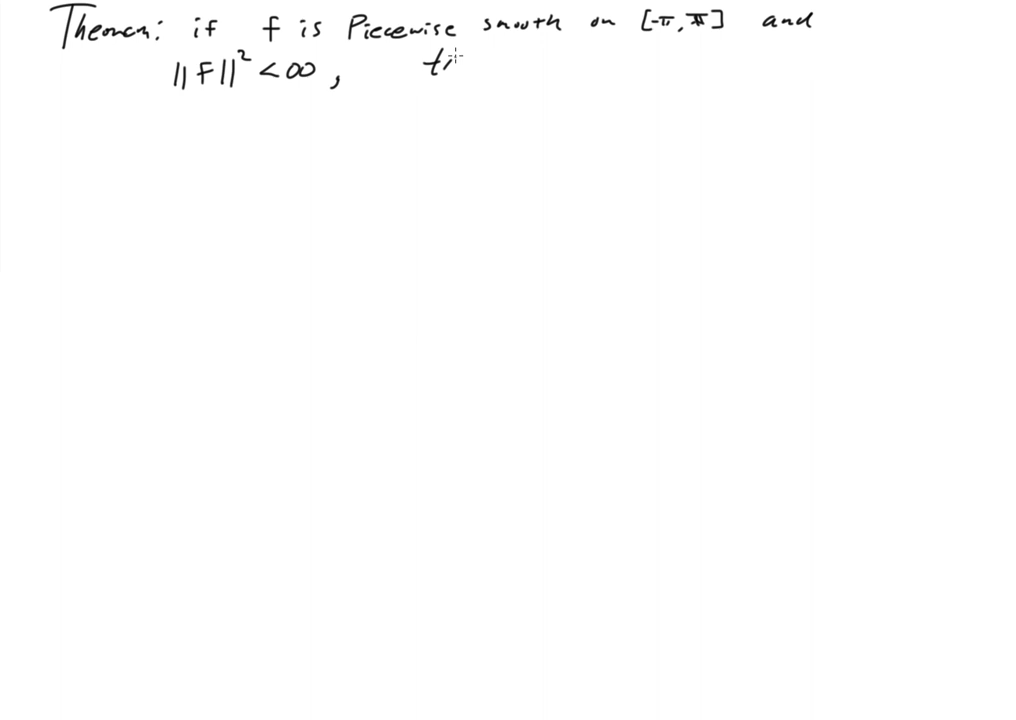 Theorem: if f is Piecewise smooth on [-π, π] and
||f||² < ∞,